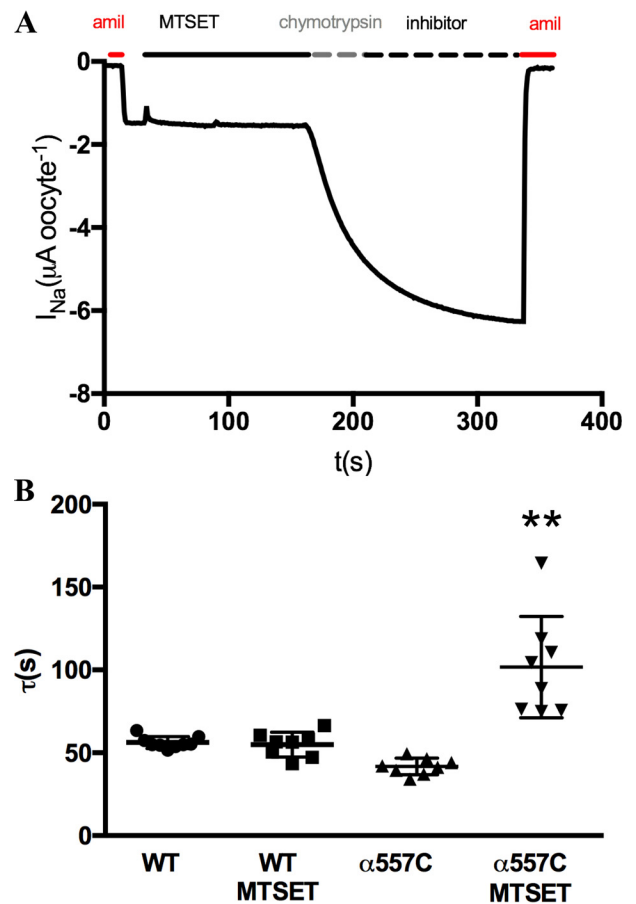 A
amil MTSET chymotrypsin inhibitor amil
0
-2
-4
-6
-8
I_Na(μA oocyte⁻¹)
0 100 200 300 400
t(s)
B
200
150
100
50
0
τ(s)
**
WT WT α557C α557C
MTSET MTSET